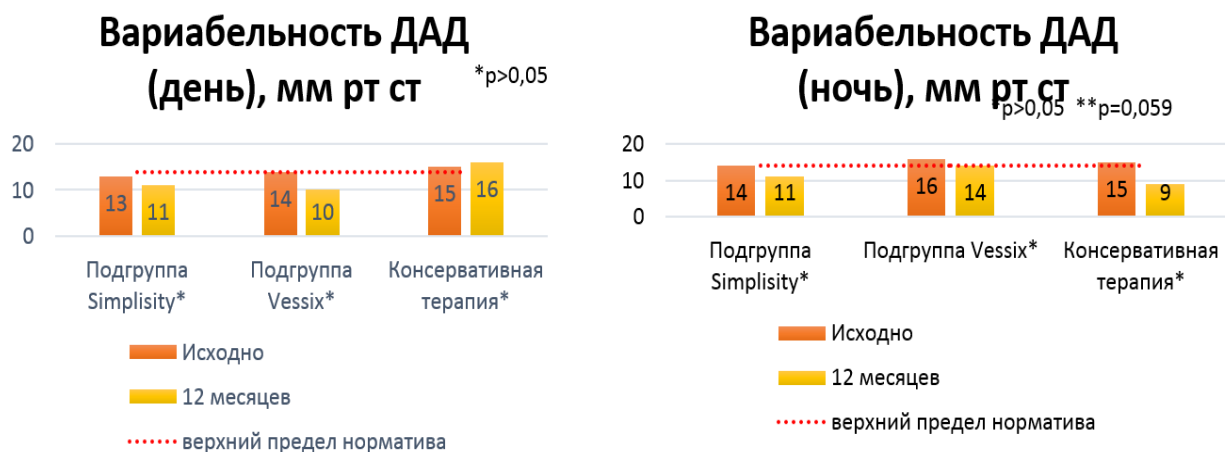 Вариабельность ДАД
(день), мм рт ст
*p>0,05
20
10
0
13
11
14
10
15
16
Подгруппа
Simplisity*
Подгруппа
Vessix*
Консервативная
терапия*
Исходно
12 месяцев
верхний предел норматива
Вариабельность ДАД
(ночь), мм рт ст
*p>0,05 **p=0,059
20
10
0
14
11
16
14
15
9
Подгруппа
Simplisity*
Подгруппа Vessix*
Консервативная
терапия*
Исходно
12 месяцев
верхний предел норматива